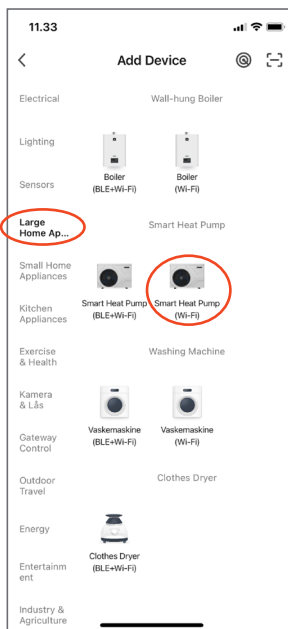 11.33
Add Device
Electrical
Lighting
Sensors
Large
Home Ap...
Small Home
Appliances
Kitchen
Appliances
Exercise
& Health
Kamera
& Lås
Gateway
Control
Outdoor
Travel
Energy
Entertainm
ent
Industry &
Agriculture
Wall-hung Boiler
Boiler
(BLE+Wi-Fi)
Boiler
(Wi-Fi)
Smart Heat Pump
Smart Heat Pump
(BLE+Wi-Fi)
Smart Heat Pump
(Wi-Fi)
Washing Machine
Vaskemaskine
(BLE+Wi-Fi)
Vaskemaskine
(Wi-Fi)
Clothes Dryer
Clothes Dryer
(BLE+Wi-Fi)